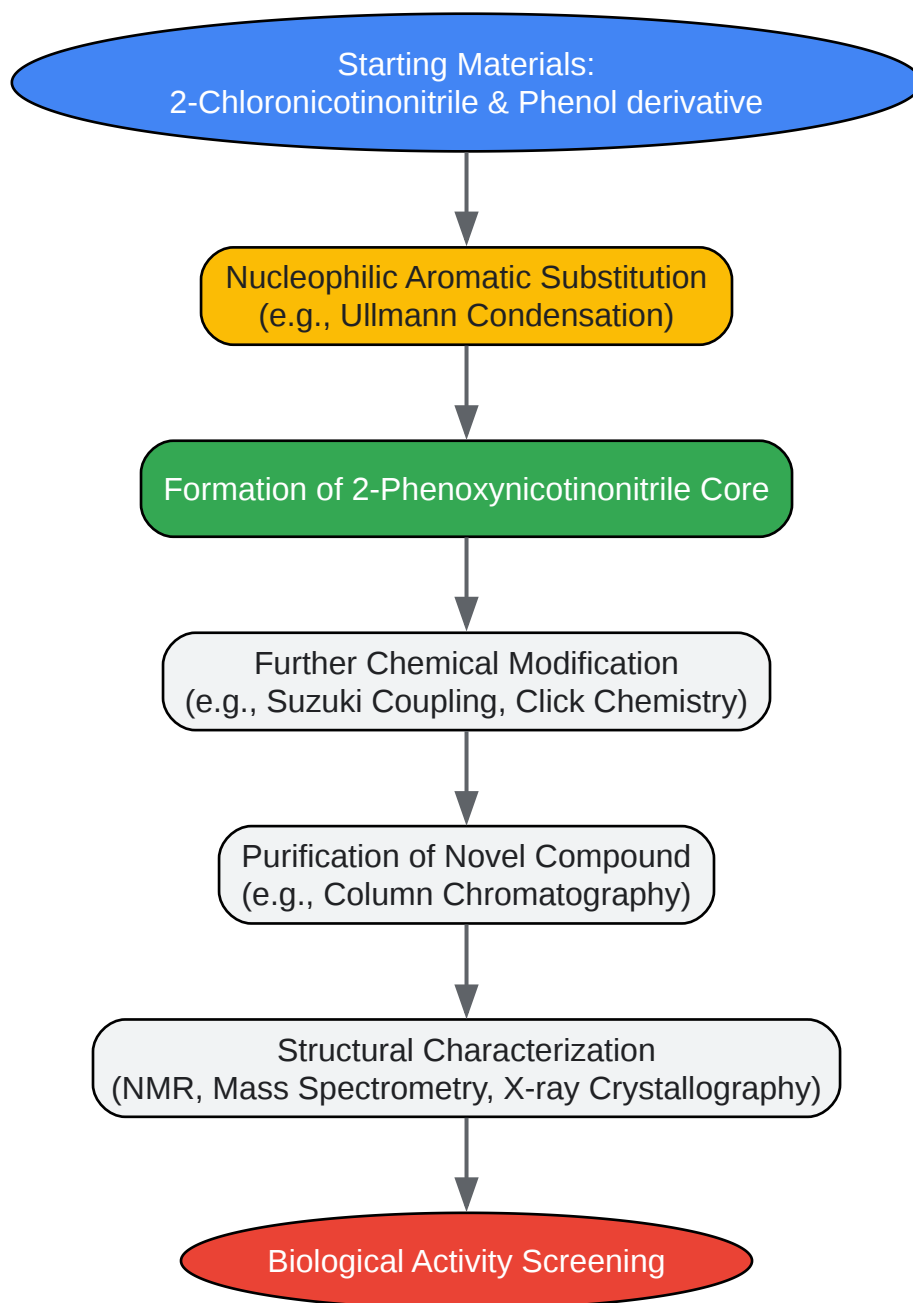 Starting Materials:
2-Chloronicotinonitrile & Phenol derivative
Nucleophilic Aromatic Substitution
(e.g., Ullmann Condensation)
Formation of 2-Phenoxynicotinonitrile Core
Further Chemical Modification
(e.g., Suzuki Coupling, Click Chemistry)
Purification of Novel Compound
(e.g., Column Chromatography)
Structural Characterization
(NMR, Mass Spectrometry, X-ray Crystallography)
Biological Activity Screening